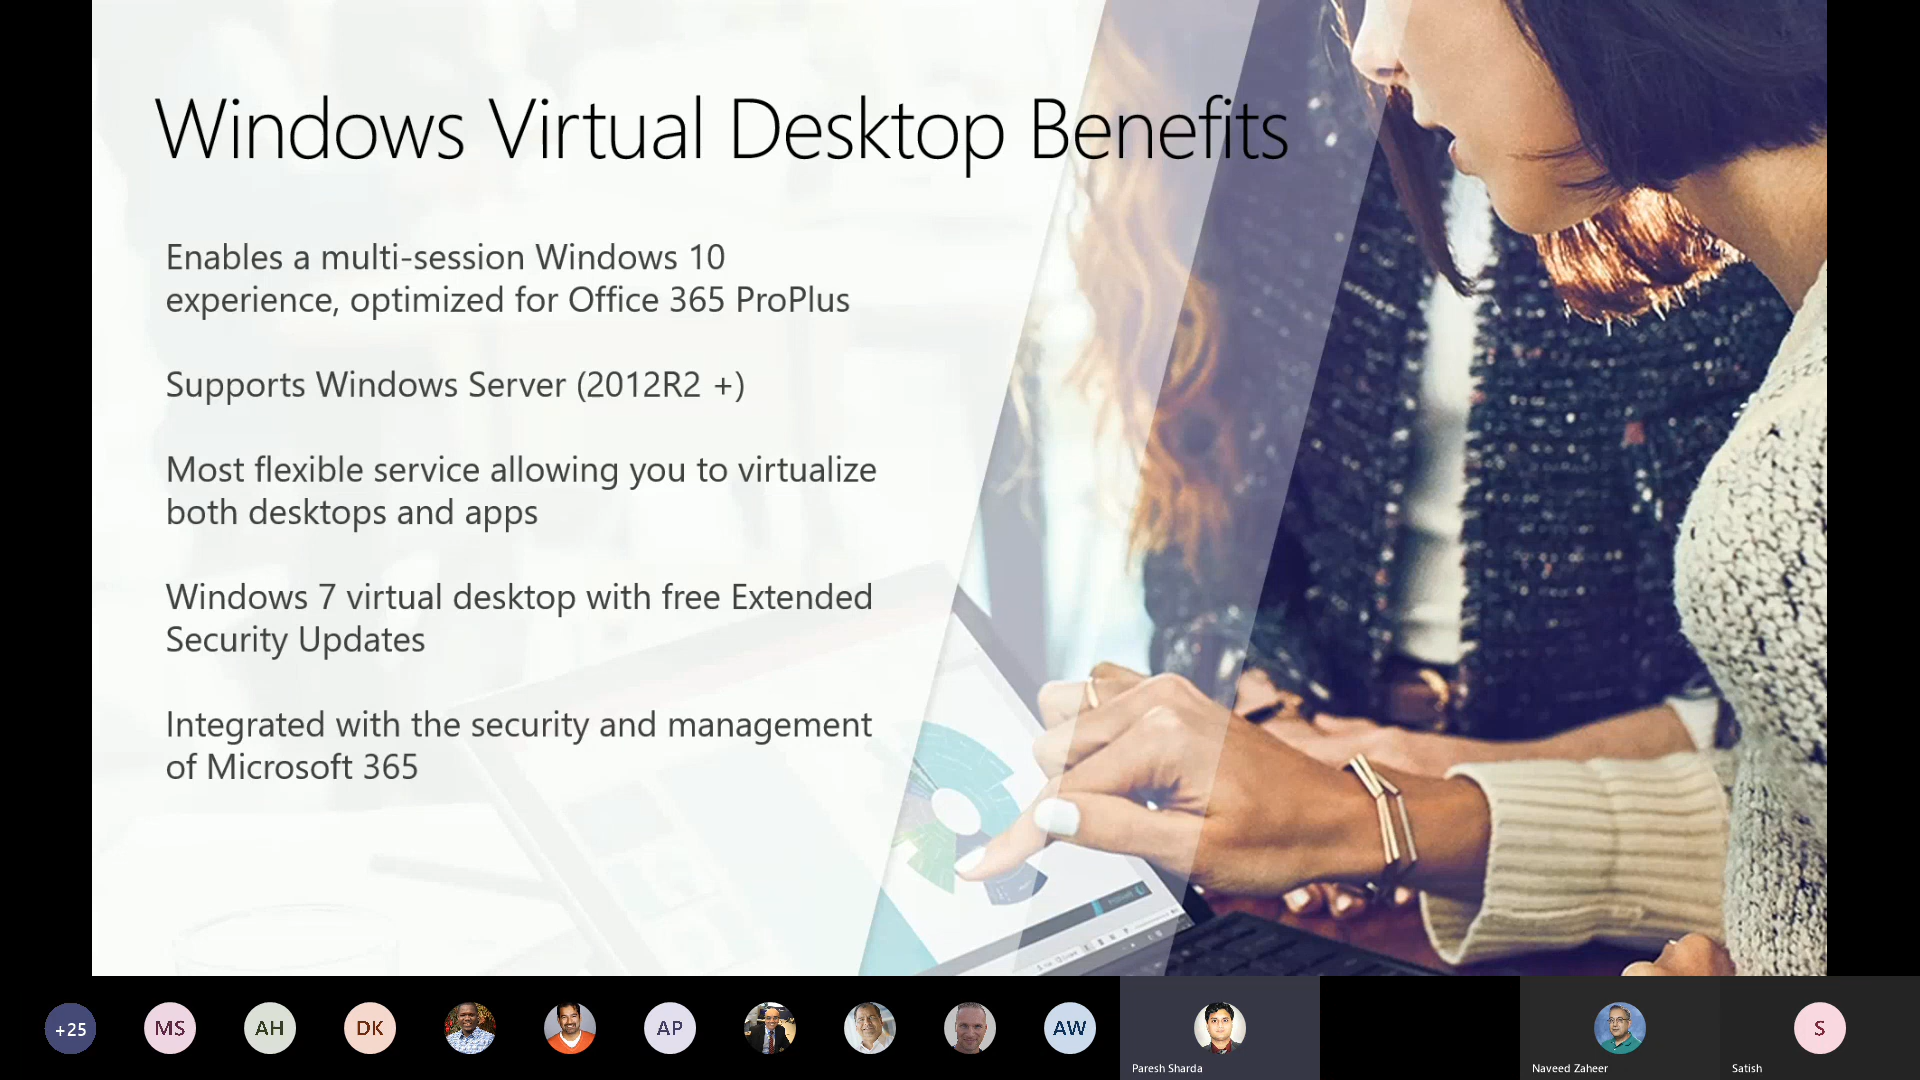 Windows Virtual Desktop Benefits
Enables a multi-session Windows 10
experience, optimized for Office 365 ProPlus
Supports Windows Server (2012R2 +)
Most flexible service allowing you to virtualize
both desktops and apps
Windows 7 virtual desktop with free Extended
Security Updates
Integrated with the security and management
of Microsoft 365
+25
MS
AH
DK
AP
AW
Paresh Sharda
Naveed Zaheer
S
Satish